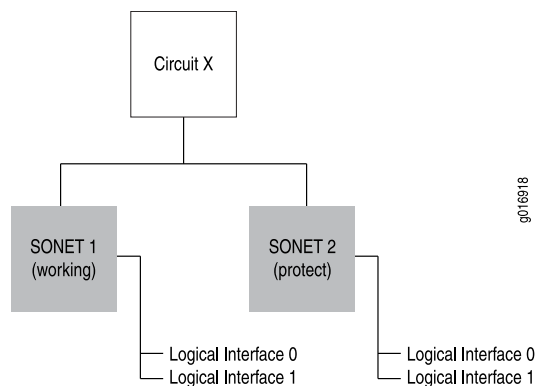 Circuit X
SONET 1
(working)
SONET 2
(protect)
Logical Interface 0
Logical Interface 1
Logical Interface 0
Logical Interface 1
g016918